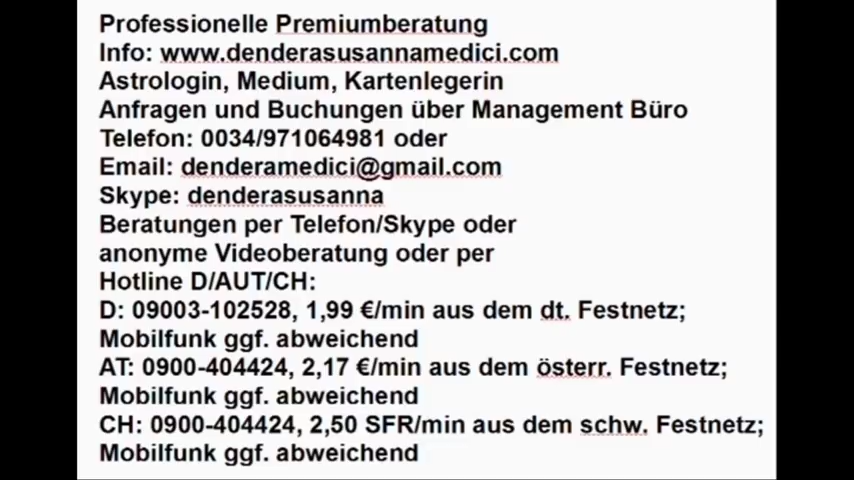 Professionelle Premiumberatung
Info: www.denderasusannamedici.com
Astrologin, Medium, Kartenlegerin
Anfragen und Buchungen über Management Büro
Telefon: 0034/971064981 oder
Email: denderamedici@gmail.com
Skype: denderasusanna
Beratungen per Telefon/Skype oder
anonyme Videoberatung oder per
Hotline D/AUT/CH:
D: 09003-102528, 1,99 €/min aus dem dt. Festnetz;
Mobilfunk ggf. abweichend
AT: 0900-404424, 2,17 €/min aus dem österr. Festnetz;
Mobilfunk ggf. abweichend
CH: 0900-404424, 2,50 SFR/min aus dem schw. Festnetz;
Mobilfunk ggf. abweichend